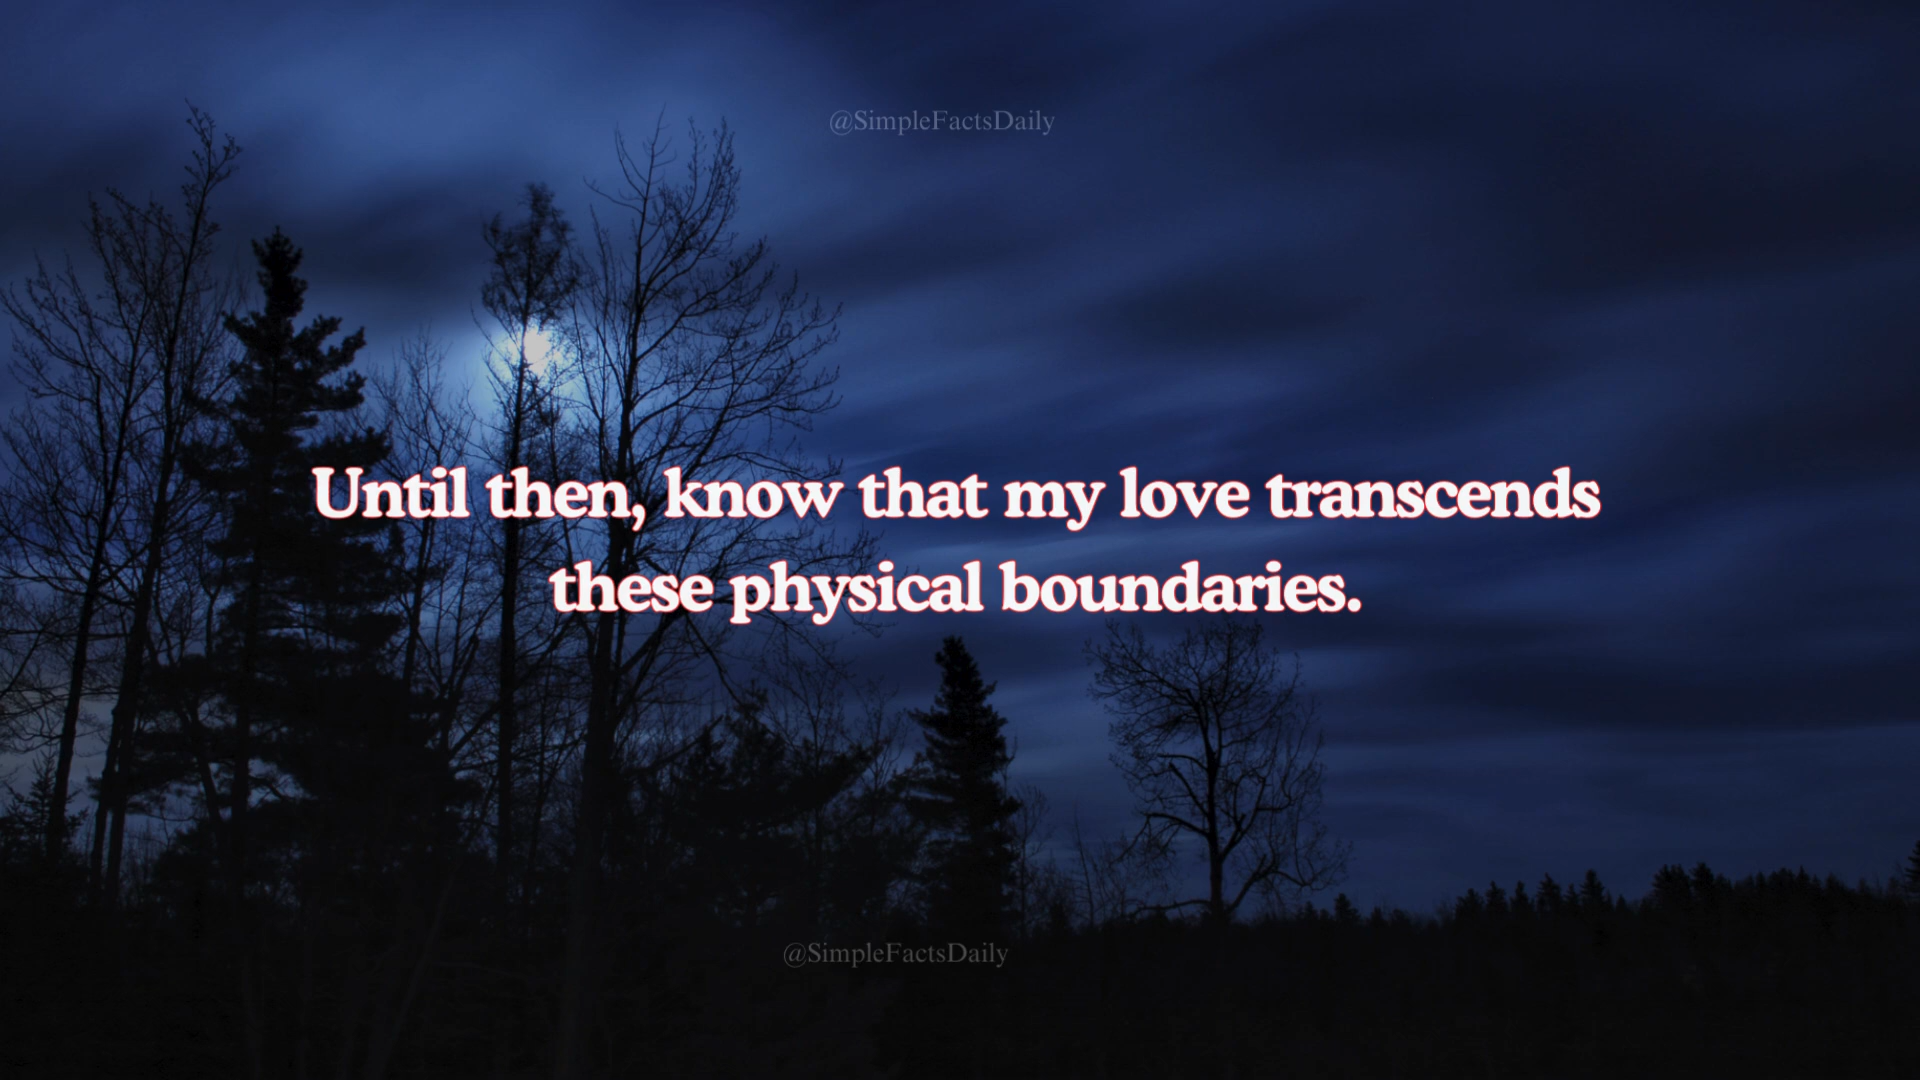 @SimpleFactsDaily
Until then, know that my love transcends
these physical boundaries.
@SimpleFactsDaily